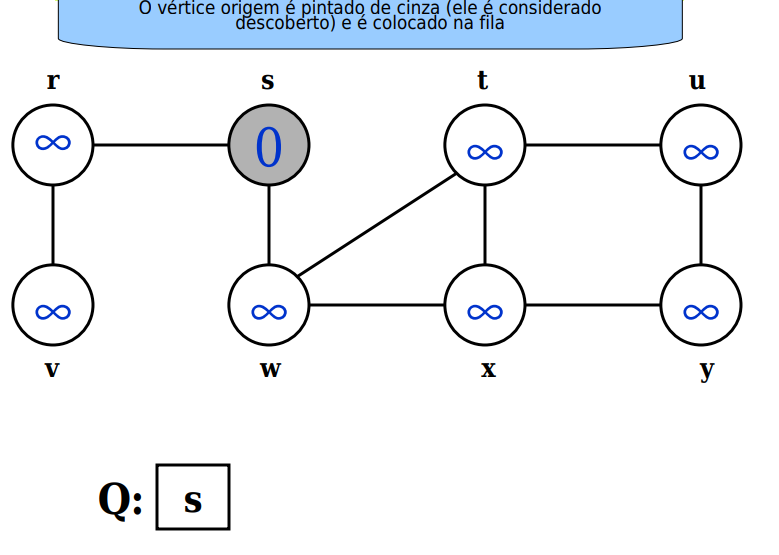 O vértice origem é pintado de cinza (ele é considerado
descoberto) e é colocado na fila
r s t u
∞ 0 ∞ ∞
∞ ∞ ∞ ∞
v w x y
Q: s